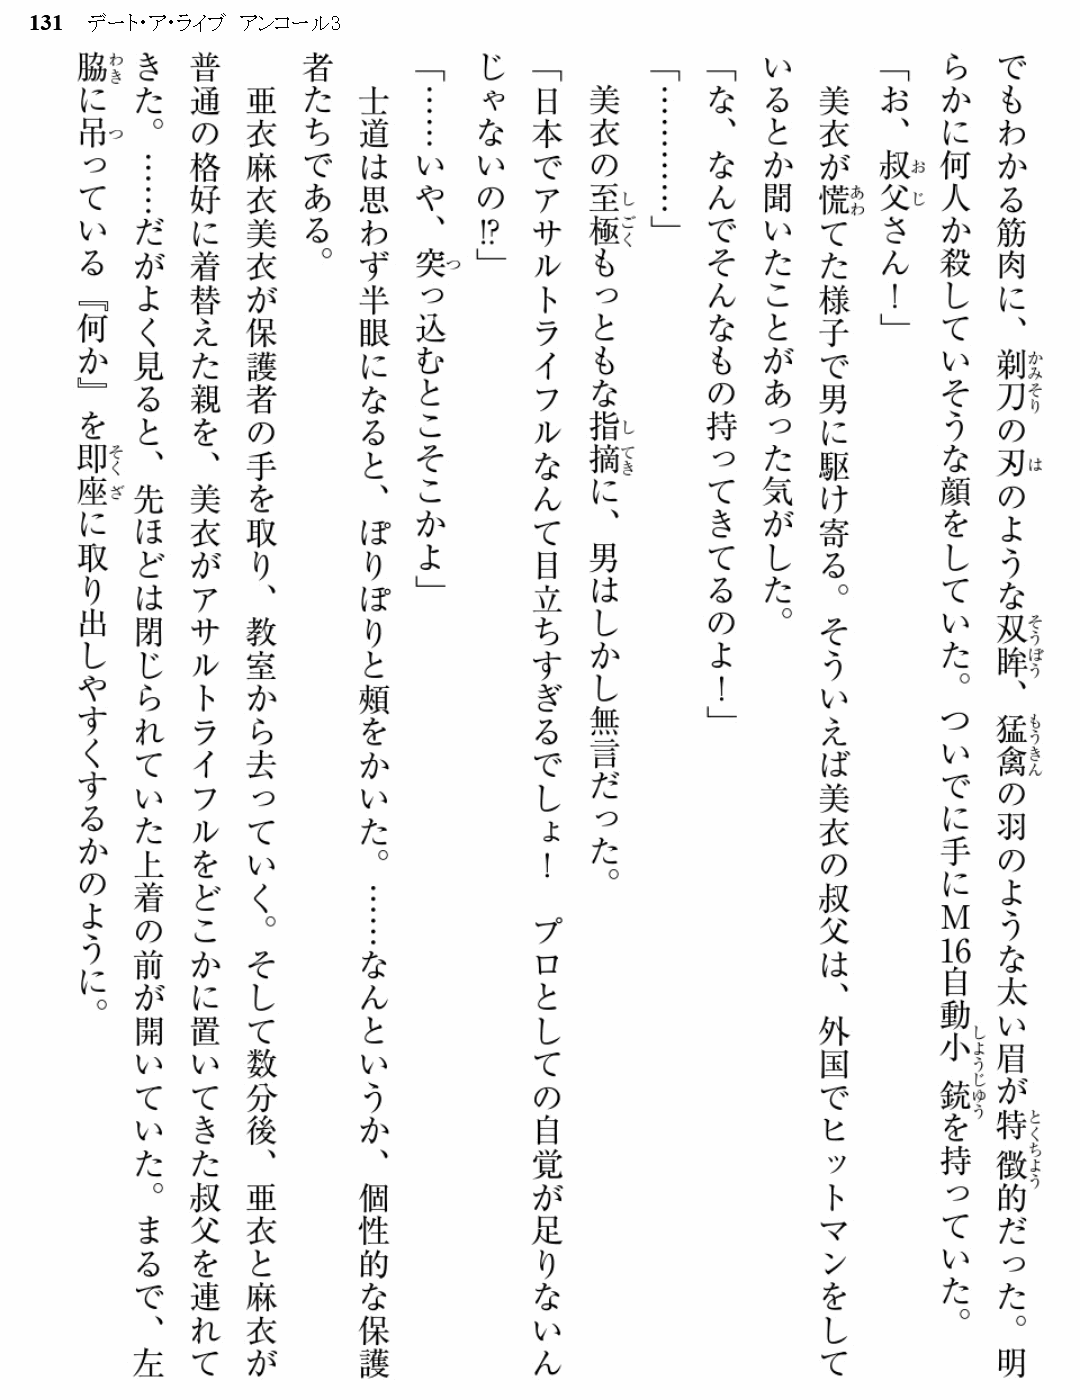 131　デート・ア・ライブ　アンコール3
でもわかる筋肉に、剃刀の刃のような双眸、猛禽の羽のような太い眉が特徴的だった。明
らかに何人か殺していそうな顔をしていた。ついでに手にM16自動小銃を持っていた。
「お、叔父さん！」
　美衣が慌てた様子で男に駆け寄る。そういえば美衣の叔父は、外国でヒットマンをして
いるとか聞いたことがあった気がした。
「な、なんでそんなもの持ってきてるのよ！」
「…………」
　美衣の至極もっともな指摘に、男はしかし無言だった。
「日本でアサルトライフルなんて目立ちすぎるでしょ！　プロとしての自覚が足りないん
じゃないの!?」
「……いや、突っ込むとこそこかよ」
　士道は思わず半眼になると、ぽりぽりと頰をかいた。……なんというか、個性的な保護
者たちである。
　亜衣麻衣美衣が保護者の手を取り、教室から去っていく。そして数分後、亜衣と麻衣が
普通の格好に着替えた親を、美衣がアサルトライフルをどこかに置いてきた叔父を連れて
きた。……だがよく見ると、先ほどは閉じられていた上着の前が開いていた。まるで、左
脇に吊っている『何か』を即座に取り出しやすくするかのように。